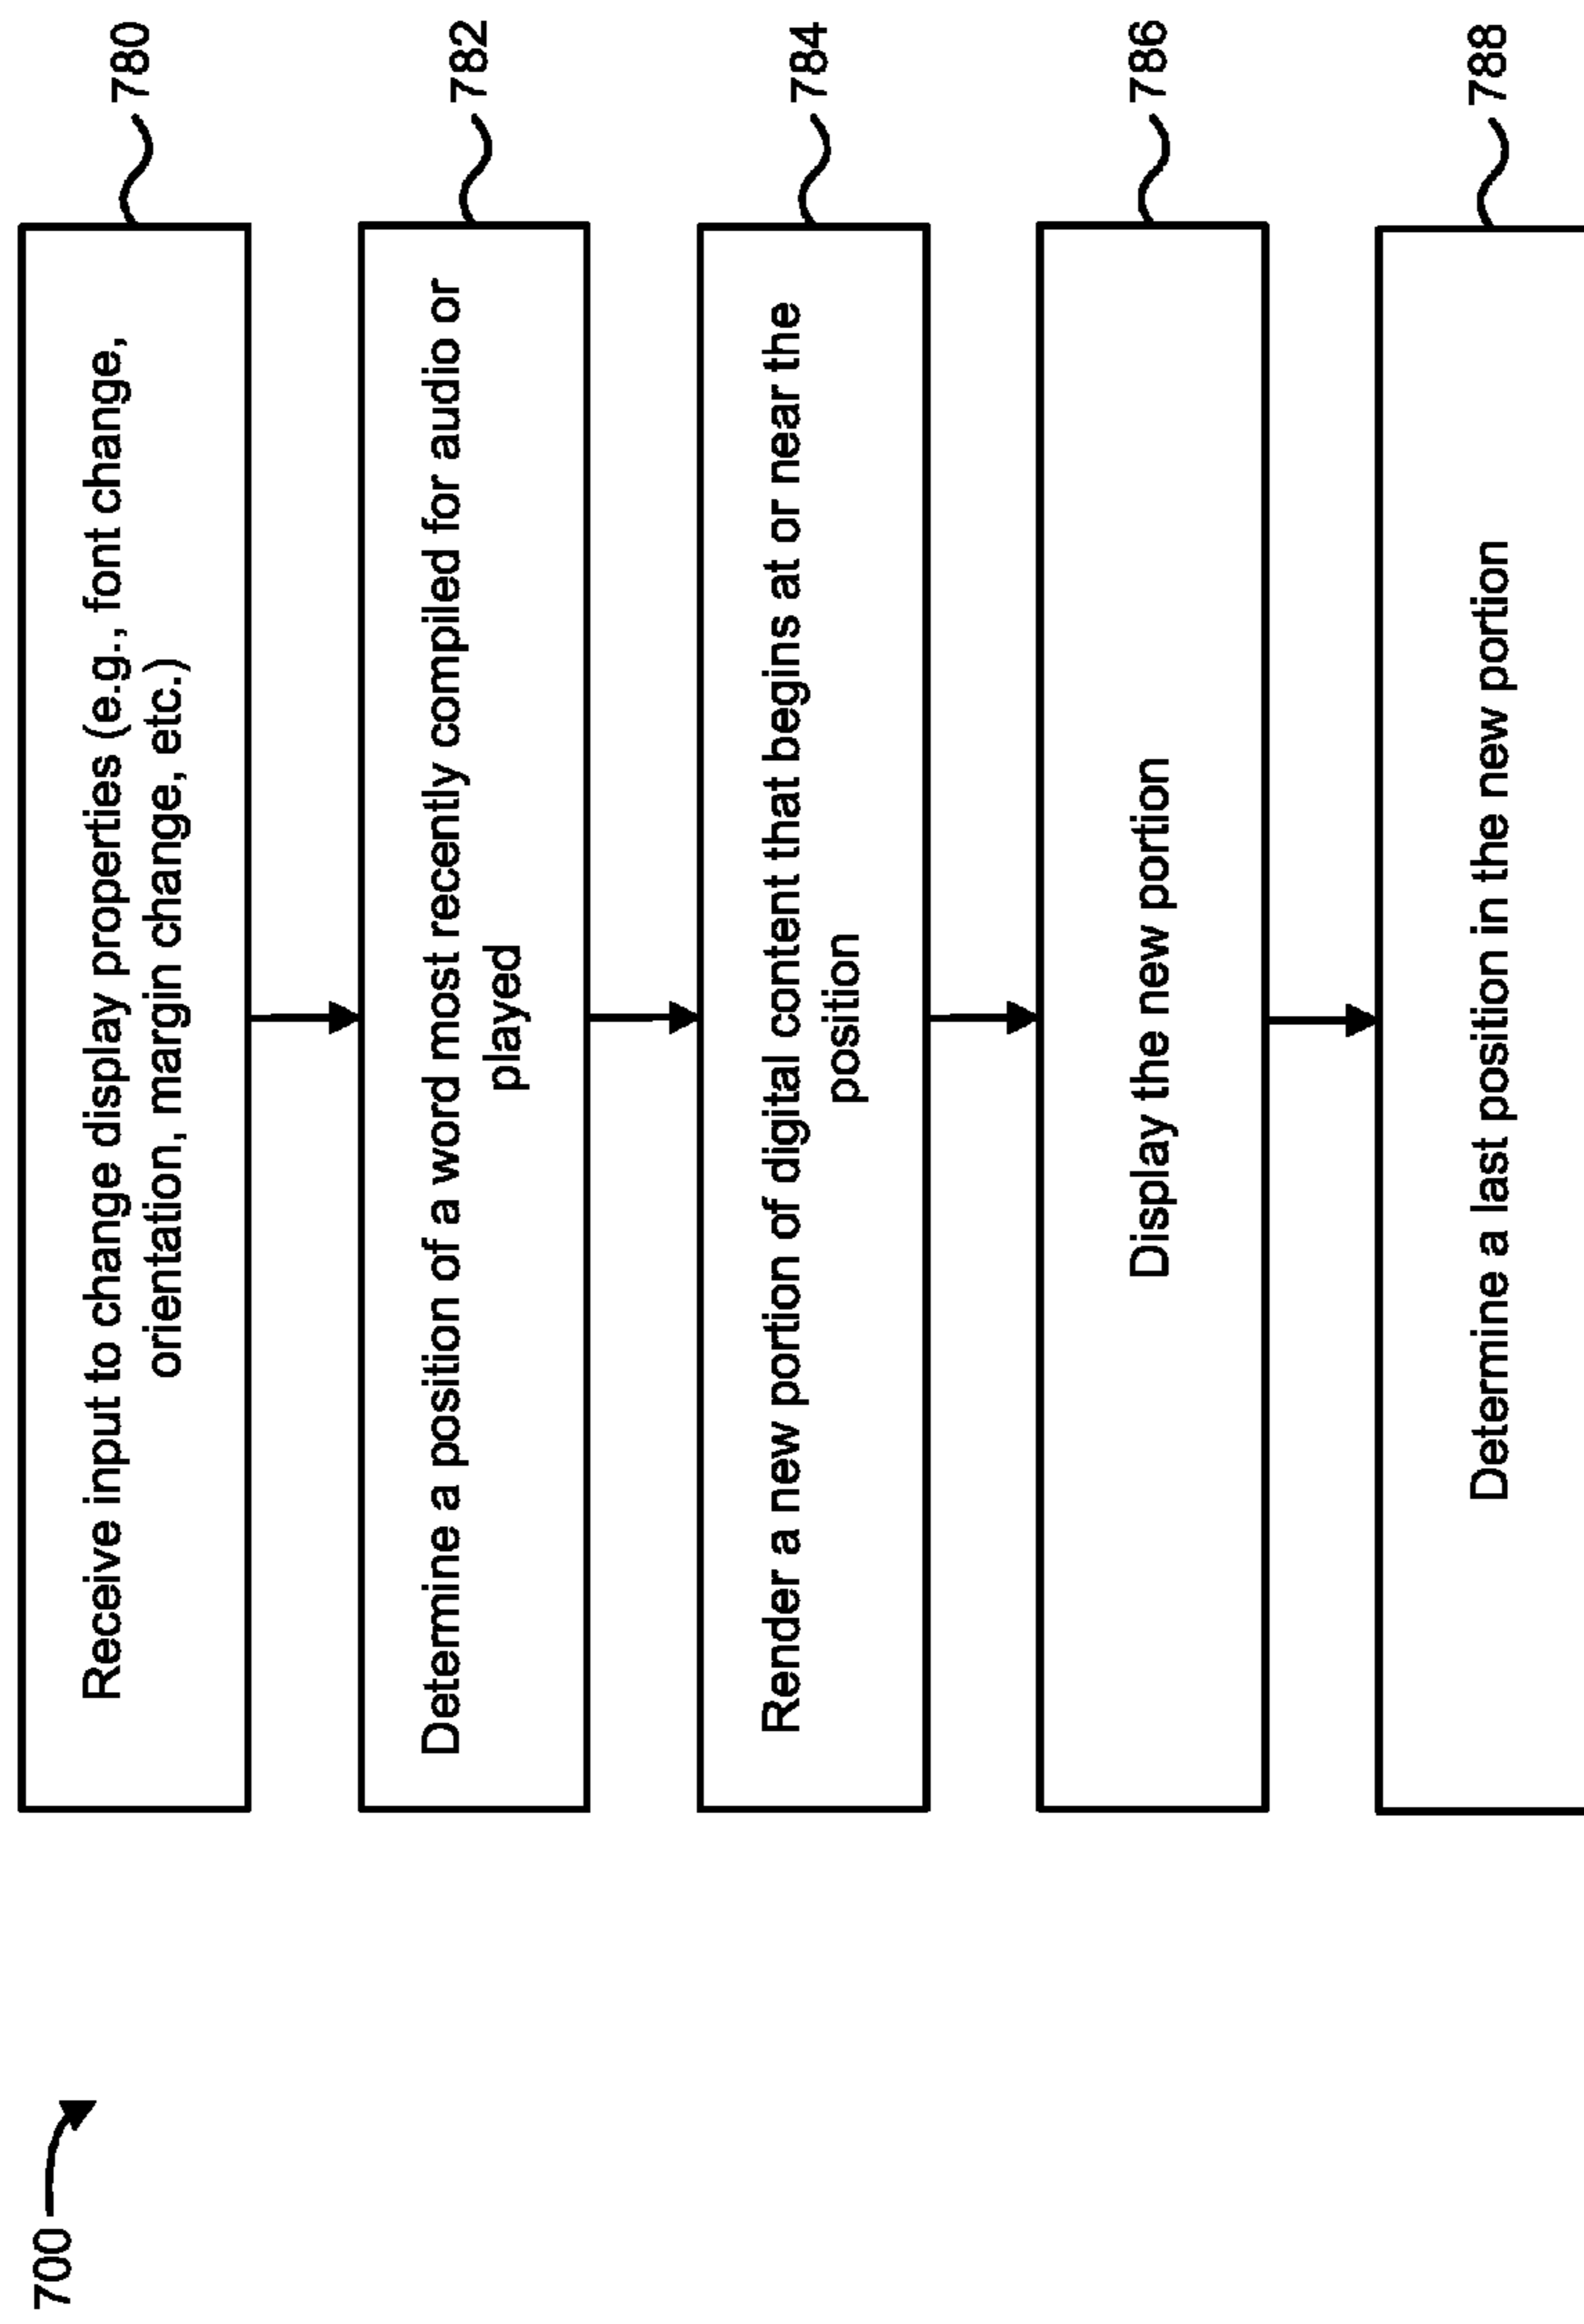 700
Receive input to change display properties (e.g., font change,
orientation, margin change, etc.)
780
Determine a position of a word most recently compiled for audio or
played
782
Render a new portion of digital content that begins at or near the
position
784
Display the new portion
786
Determine a last position in the new portion
788